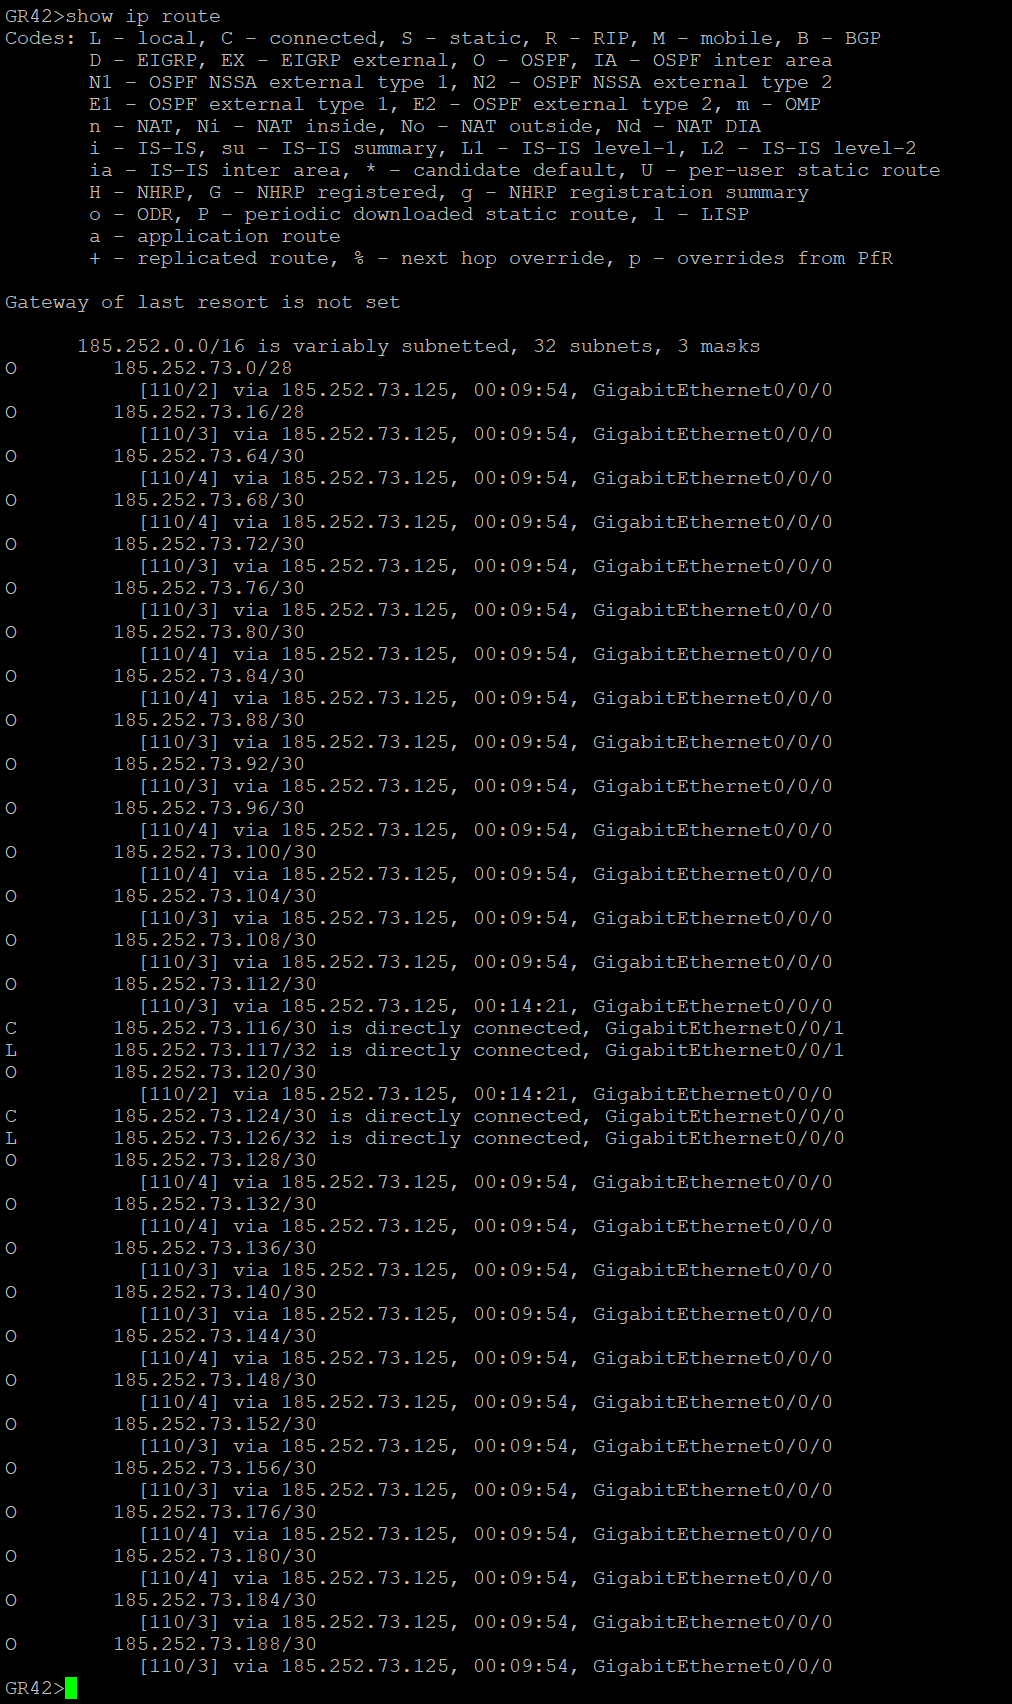 GR42>show ip route
Codes: L - local, C - connected, S - static, R - RIP, M - mobile, B - BGP
D - EIGRP, EX - EIGRP external, O - OSPF, IA - OSPF inter area
N1 - OSPF NSSA external type 1, N2 - OSPF NSSA external type 2
E1 - OSPF external type 1, E2 - OSPF external type 2, m - OMP
n - NAT, Ni - NAT inside, No - NAT outside, Nd - NAT DIA
i - IS-IS, su - IS-IS summary, L1 - IS-IS level-1, L2 - IS-IS level-2
ia - IS-IS inter area, * - candidate default, U - per-user static route
H - NHRP, G - NHRP registered, g - NHRP registration summary
o - ODR, P - periodic downloaded static route, l - LISP
a - application route
+ - replicated route, % - next hop override, p - overrides from PfR
Gateway of last resort is not set
185.252.0.0/16 is variably subnetted, 32 subnets, 3 masks
O 185.252.73.0/28
[110/2] via 185.252.73.125, 00:09:54, GigabitEthernet0/0/0
O 185.252.73.16/28
[110/3] via 185.252.73.125, 00:09:54, GigabitEthernet0/0/0
O 185.252.73.64/30
[110/4] via 185.252.73.125, 00:09:54, GigabitEthernet0/0/0
O 185.252.73.68/30
[110/4] via 185.252.73.125, 00:09:54, GigabitEthernet0/0/0
O 185.252.73.72/30
[110/3] via 185.252.73.125, 00:09:54, GigabitEthernet0/0/0
O 185.252.73.76/30
[110/3] via 185.252.73.125, 00:09:54, GigabitEthernet0/0/0
O 185.252.73.80/30
[110/4] via 185.252.73.125, 00:09:54, GigabitEthernet0/0/0
O 185.252.73.84/30
[110/4] via 185.252.73.125, 00:09:54, GigabitEthernet0/0/0
O 185.252.73.88/30
[110/3] via 185.252.73.125, 00:09:54, GigabitEthernet0/0/0
O 185.252.73.92/30
[110/3] via 185.252.73.125, 00:09:54, GigabitEthernet0/0/0
O 185.252.73.96/30
[110/4] via 185.252.73.125, 00:09:54, GigabitEthernet0/0/0
O 185.252.73.100/30
[110/4] via 185.252.73.125, 00:09:54, GigabitEthernet0/0/0
O 185.252.73.104/30
[110/3] via 185.252.73.125, 00:09:54, GigabitEthernet0/0/0
O 185.252.73.108/30
[110/3] via 185.252.73.125, 00:09:54, GigabitEthernet0/0/0
O 185.252.73.112/30
[110/3] via 185.252.73.125, 00:14:21, GigabitEthernet0/0/0
C 185.252.73.116/30 is directly connected, GigabitEthernet0/0/1
L 185.252.73.117/32 is directly connected, GigabitEthernet0/0/1
O 185.252.73.120/30
[110/2] via 185.252.73.125, 00:14:21, GigabitEthernet0/0/0
C 185.252.73.124/30 is directly connected, GigabitEthernet0/0/0
L 185.252.73.126/32 is directly connected, GigabitEthernet0/0/0
O 185.252.73.128/30
[110/4] via 185.252.73.125, 00:09:54, GigabitEthernet0/0/0
O 185.252.73.132/30
[110/4] via 185.252.73.125, 00:09:54, GigabitEthernet0/0/0
O 185.252.73.136/30
[110/3] via 185.252.73.125, 00:09:54, GigabitEthernet0/0/0
O 185.252.73.140/30
[110/3] via 185.252.73.125, 00:09:54, GigabitEthernet0/0/0
O 185.252.73.144/30
[110/4] via 185.252.73.125, 00:09:54, GigabitEthernet0/0/0
O 185.252.73.148/30
[110/4] via 185.252.73.125, 00:09:54, GigabitEthernet0/0/0
O 185.252.73.152/30
[110/3] via 185.252.73.125, 00:09:54, GigabitEthernet0/0/0
O 185.252.73.156/30
[110/3] via 185.252.73.125, 00:09:54, GigabitEthernet0/0/0
O 185.252.73.176/30
[110/4] via 185.252.73.125, 00:09:54, GigabitEthernet0/0/0
O 185.252.73.180/30
[110/4] via 185.252.73.125, 00:09:54, GigabitEthernet0/0/0
O 185.252.73.184/30
[110/3] via 185.252.73.125, 00:09:54, GigabitEthernet0/0/0
O 185.252.73.188/30
[110/3] via 185.252.73.125, 00:09:54, GigabitEthernet0/0/0
GR42>